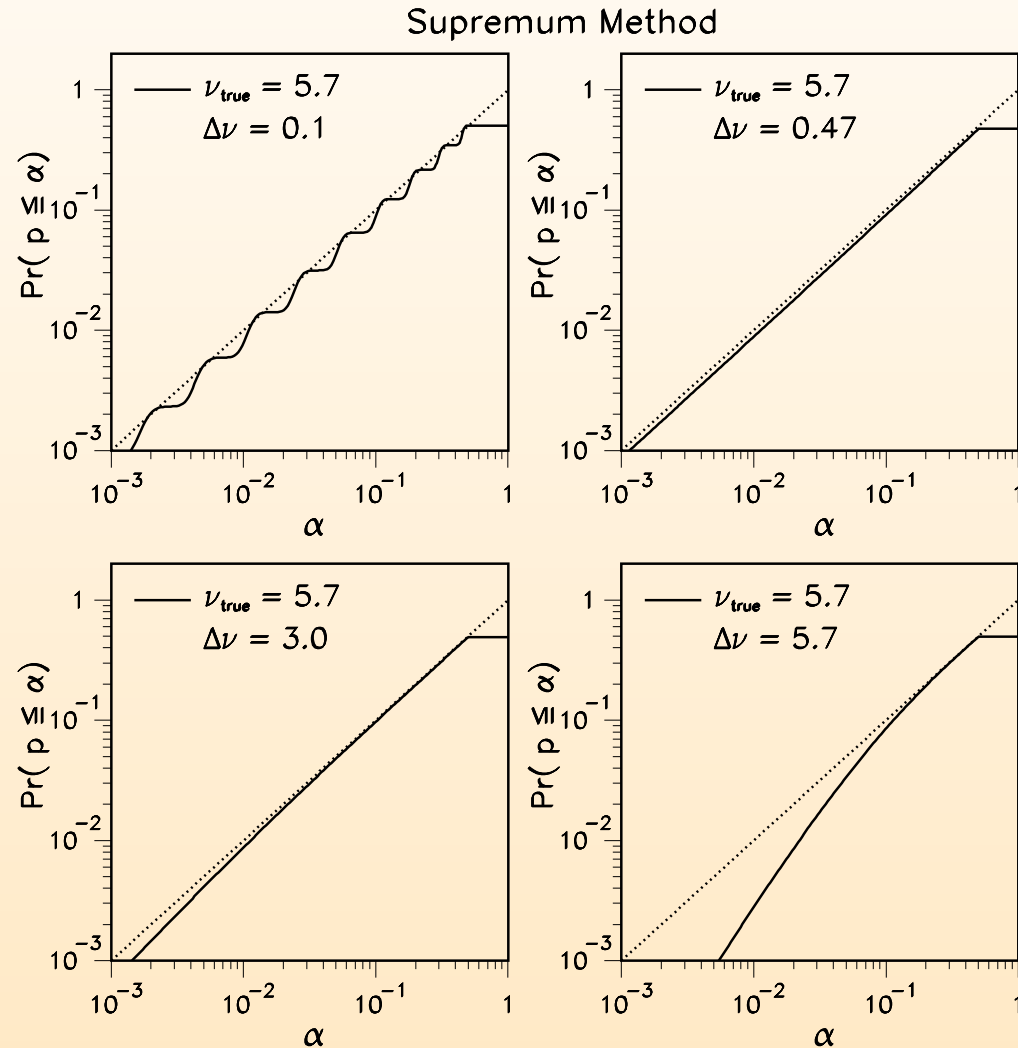 Supremum Method
ν_true = 5.7
Δν = 0.1
Pr( p ≤ α)
1
10^-1
10^-2
10^-3
10^-3 10^-2 10^-1 1
α
ν_true = 5.7
Δν = 0.47
Pr( p ≤ α)
1
10^-1
10^-2
10^-3
10^-3 10^-2 10^-1 1
α
ν_true = 5.7
Δν = 3.0
Pr( p ≤ α)
1
10^-1
10^-2
10^-3
10^-3 10^-2 10^-1 1
α
ν_true = 5.7
Δν = 5.7
Pr( p ≤ α)
1
10^-1
10^-2
10^-3
10^-3 10^-2 10^-1 1
α